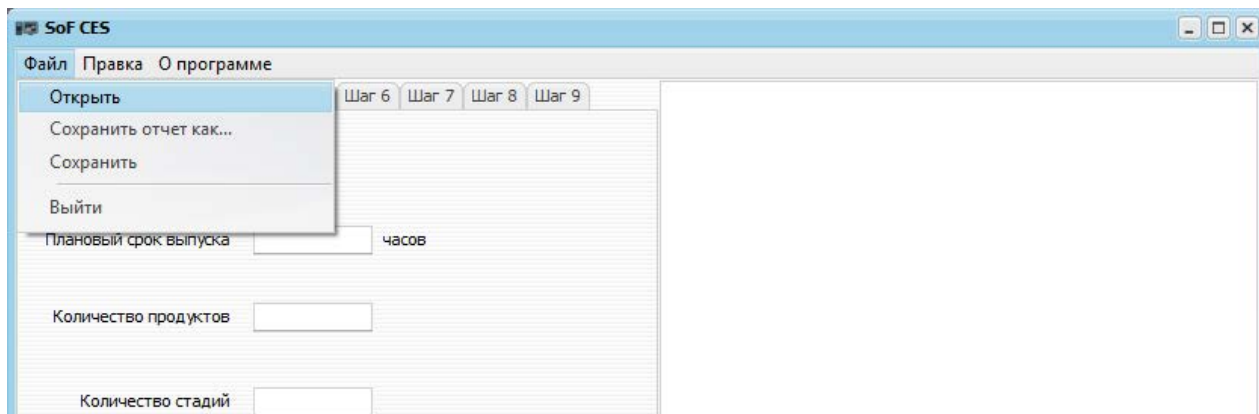 SoF CES
Файл Правка О программе
Открыть
Шаг 6 Шаг 7 Шаг 8 Шаг 9
Сохранить отчет как...
Сохранить
Выйти
Плановый срок выпуска часов
Количество продуктов
Количество стадий